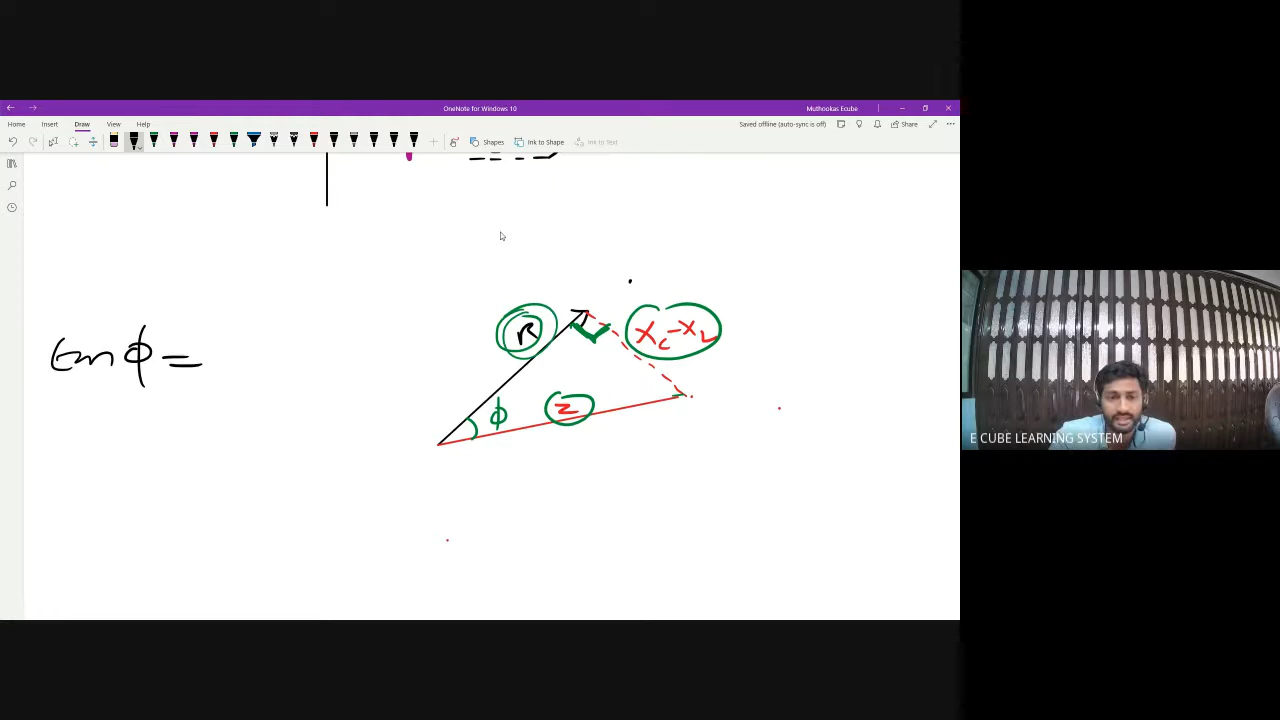 OneNote for Windows 10
Muthookas Ecube
Home Insert Draw View Help
Saved offline (auto-sync is off)
Share
Shapes
Ink to Shape
Ink to Text
R
Xc-XL
tan ϕ =
ϕ
z
E CUBE LEARNING SYSTEM